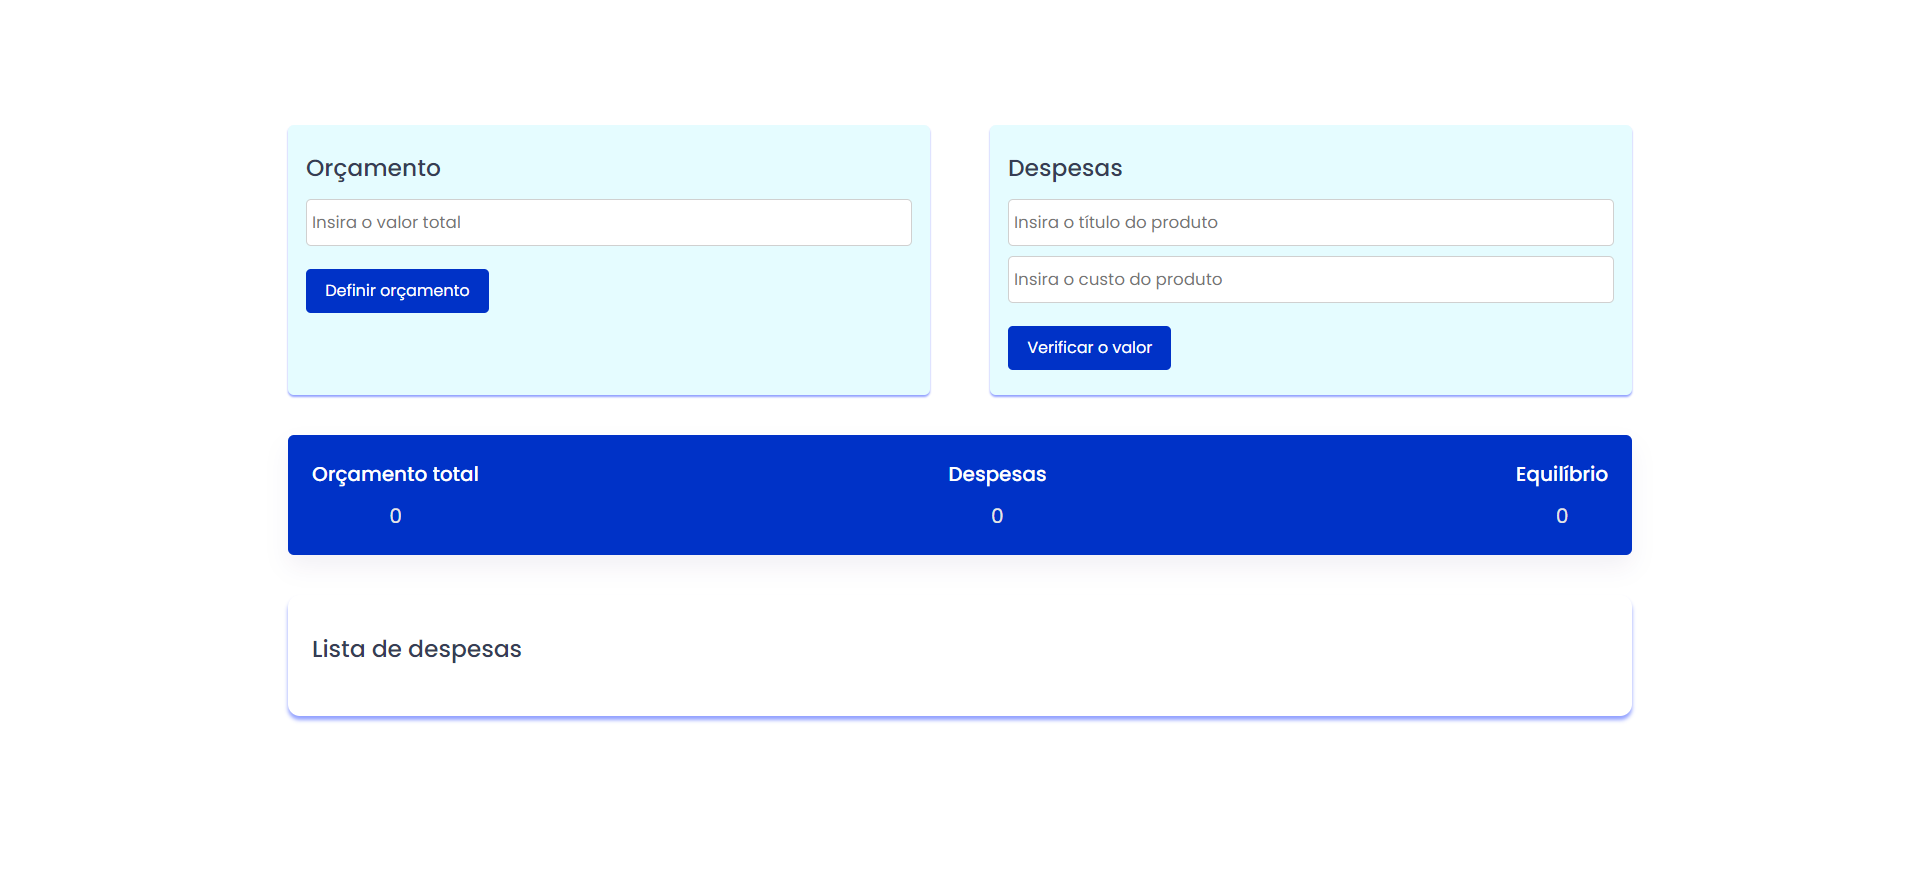 Orçamento
Insira o valor total
Definir orçamento
Despesas
Insira o título do produto
Insira o custo do produto
Verificar o valor
Orçamento total
0
Despesas
0
Equilíbrio
0
Lista de despesas